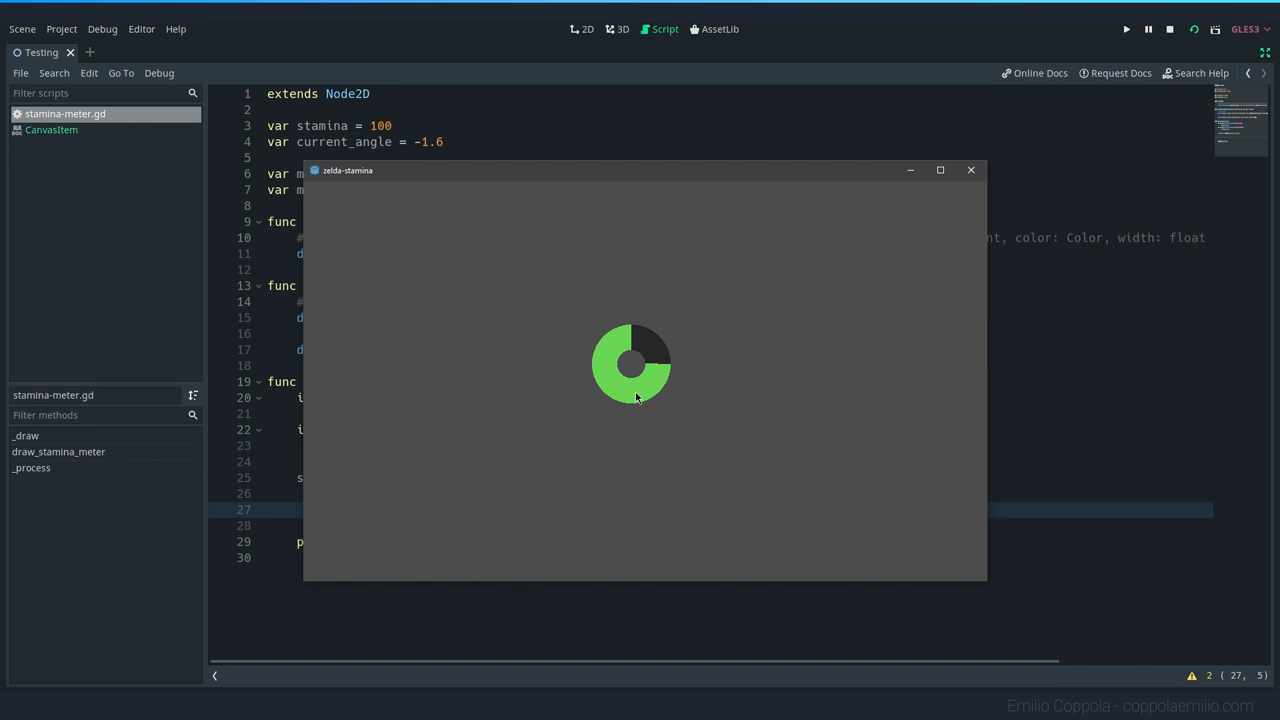 Scene Project Debug Editor Help 2D 3D Script AssetLib GLES3
Testing
File Search Edit Go To Debug Online Docs Request Docs Search Help
Filter scripts
stamina-meter.gd
CanvasItem
stamina-meter.gd
Filter methods
_draw
draw_stamina_meter
_process
1 extends Node2D
2
3 var stamina = 100
4 var current_angle = -1.6
5
6 var m
7 var m
8
9 func
10 # nt, color: Color, width: float
11 d
12
13 func
14 #
15 d
16
17 d
18
19 func
20 i
21
22 i
23
24
25 s
26
27
28
29 p
30
zelda-stamina
2 ( 27, 5)
Emilio Coppola - coppolaemilio.com